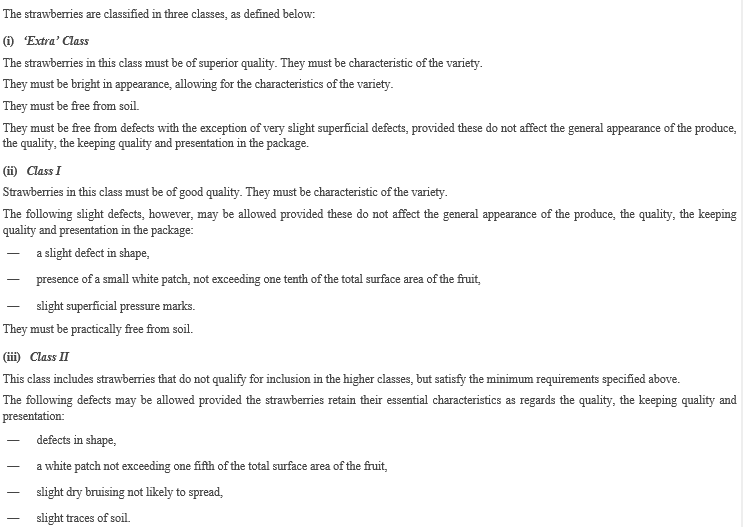 The strawberries are classified in three classes, as defined below:
(i) ‘Extra’ Class
The strawberries in this class must be of superior quality. They must be characteristic of the variety.
They must be bright in appearance, allowing for the characteristics of the variety.
They must be free from soil.
They must be free from defects with the exception of very slight superficial defects, provided these do not affect the general appearance of the produce,
the quality, the keeping quality and presentation in the package.
(ii) Class I
Strawberries in this class must be of good quality. They must be characteristic of the variety.
The following slight defects, however, may be allowed provided these do not affect the general appearance of the produce, the quality, the keeping
quality and presentation in the package:
— a slight defect in shape,
— presence of a small white patch, not exceeding one tenth of the total surface area of the fruit,
— slight superficial pressure marks.
They must be practically free from soil.
(iii) Class II
This class includes strawberries that do not qualify for inclusion in the higher classes, but satisfy the minimum requirements specified above.
The following defects may be allowed provided the strawberries retain their essential characteristics as regards the quality, the keeping quality and
presentation:
— defects in shape,
— a white patch not exceeding one fifth of the total surface area of the fruit,
— slight dry bruising not likely to spread,
— slight traces of soil.